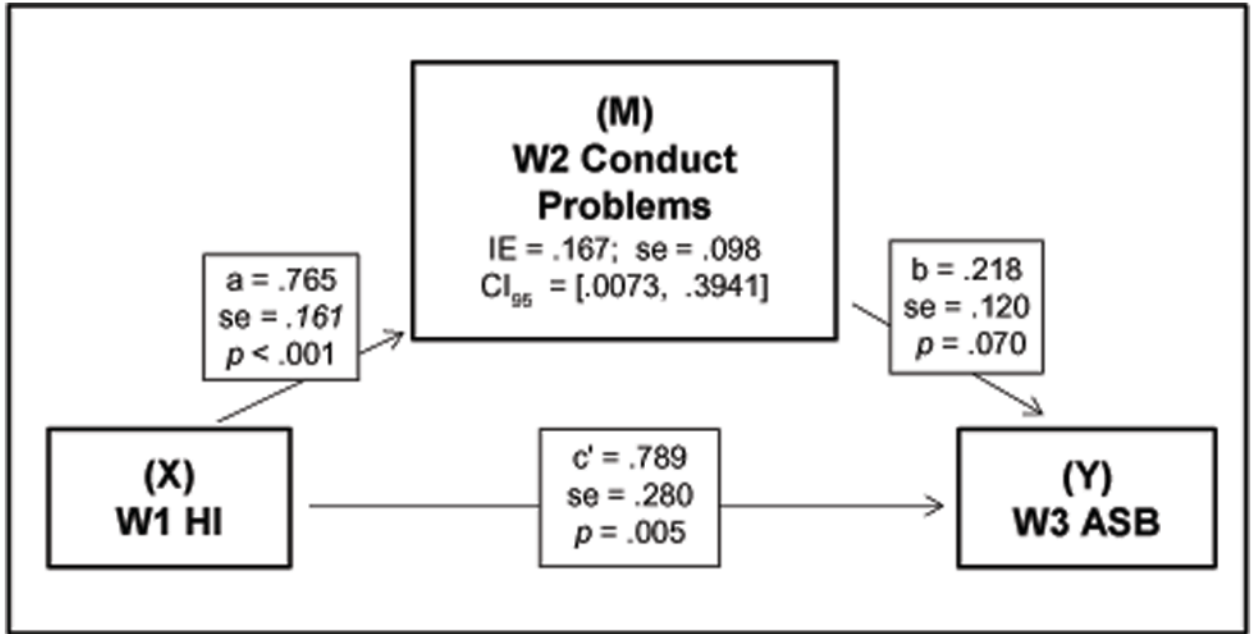 (M)
W2 Conduct
Problems
IE = .167; se = .098
CI95 = [.0073, .3941]
a = .765
se = .161
p < .001
b = .218
se = .120
p = .070
(X)
W1 HI
c' = .789
se = .280
p = .005
(Y)
W3 ASB